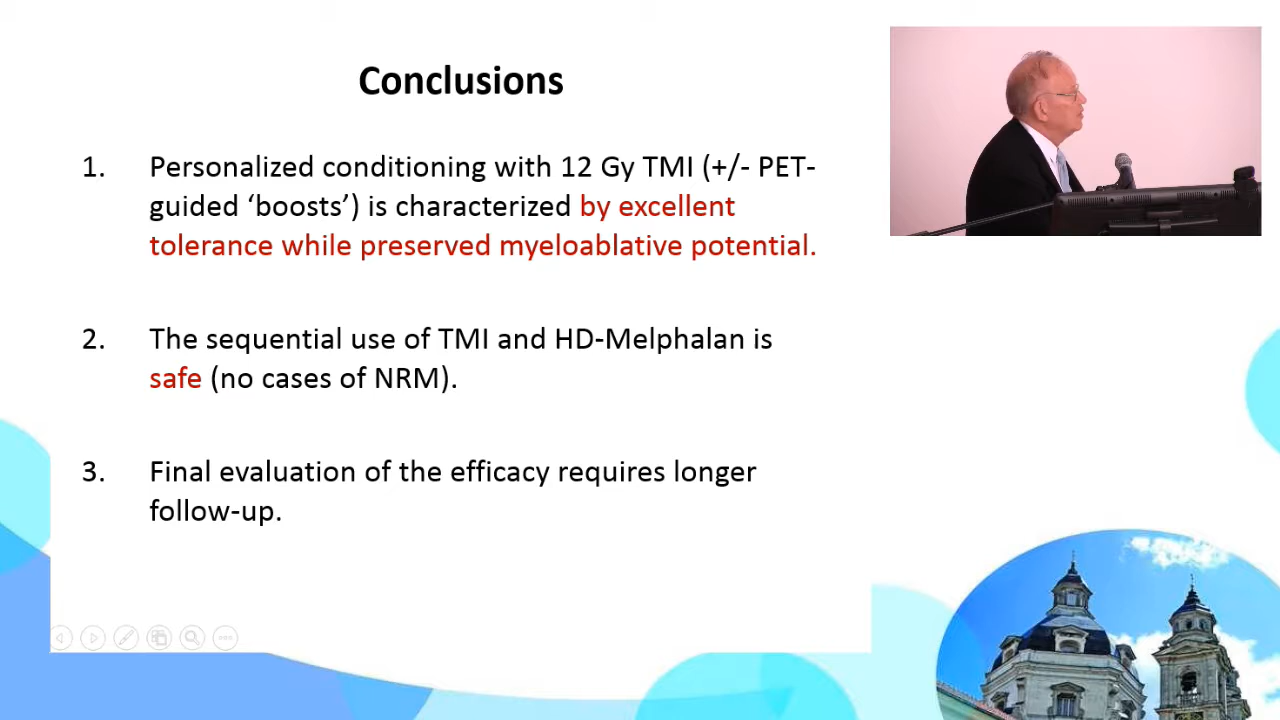 Conclusions
1. Personalized conditioning with 12 Gy TMI (+/- PET-
guided ‘boosts’) is characterized by excellent
tolerance while preserved myeloablative potential.
2. The sequential use of TMI and HD-Melphalan is
safe (no cases of NRM).
3. Final evaluation of the efficacy requires longer
follow-up.